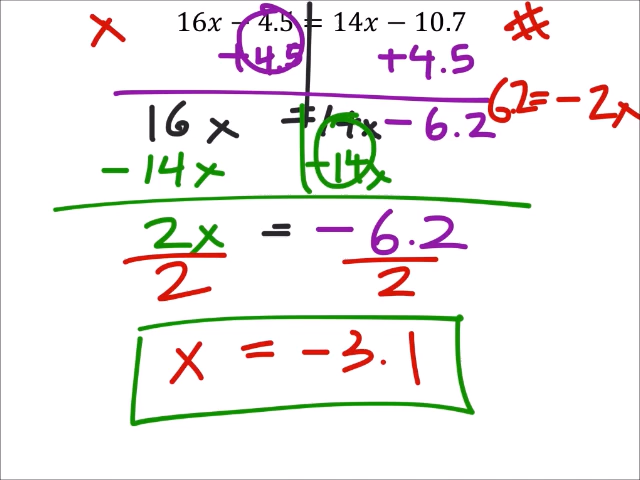 16x − 4.5 = 14x − 10.7
x #
+4.5 +4.5
16x = 14x − 6.2 6.2 = −2x
−14x −14x
2x = −6.2
2 2
x = −3.1